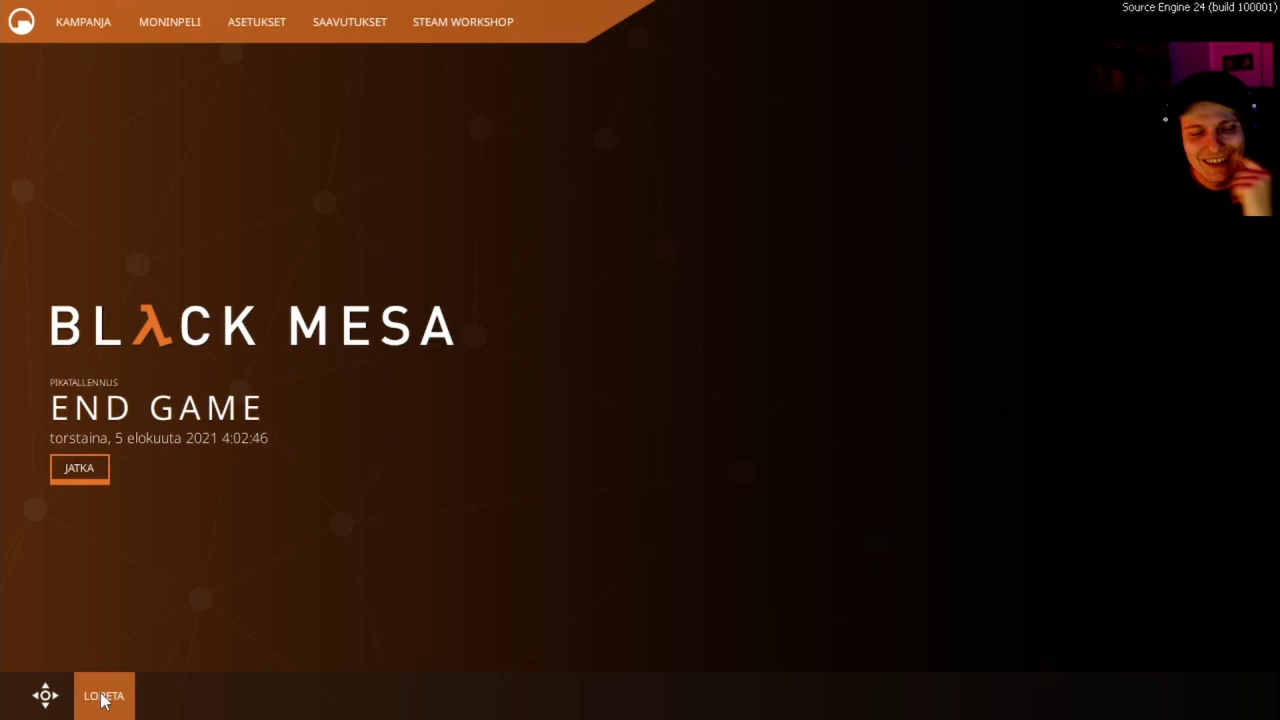 KAMPANJA MONINPELI ASETUKSET SAAVUTUKSET STEAM WORKSHOP
Source Engine 24 (build 100001)
BLλCK MESA
PIKATALLENNUS
END GAME
torstaina, 5 elokuuta 2021 4:02:46
JATKA
LOPETA